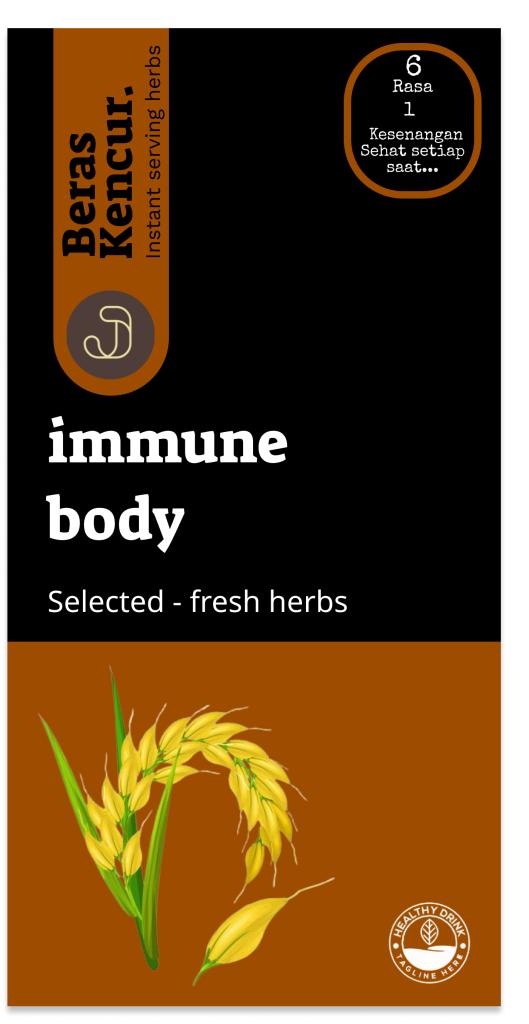 Beras
Kencur.
Instant serving herbs
6
Rasa
1
Kesenangan
Sehat setiap
saat...
immune
body
Selected - fresh herbs
HEALTHY DRINK
TAGLINE HERE